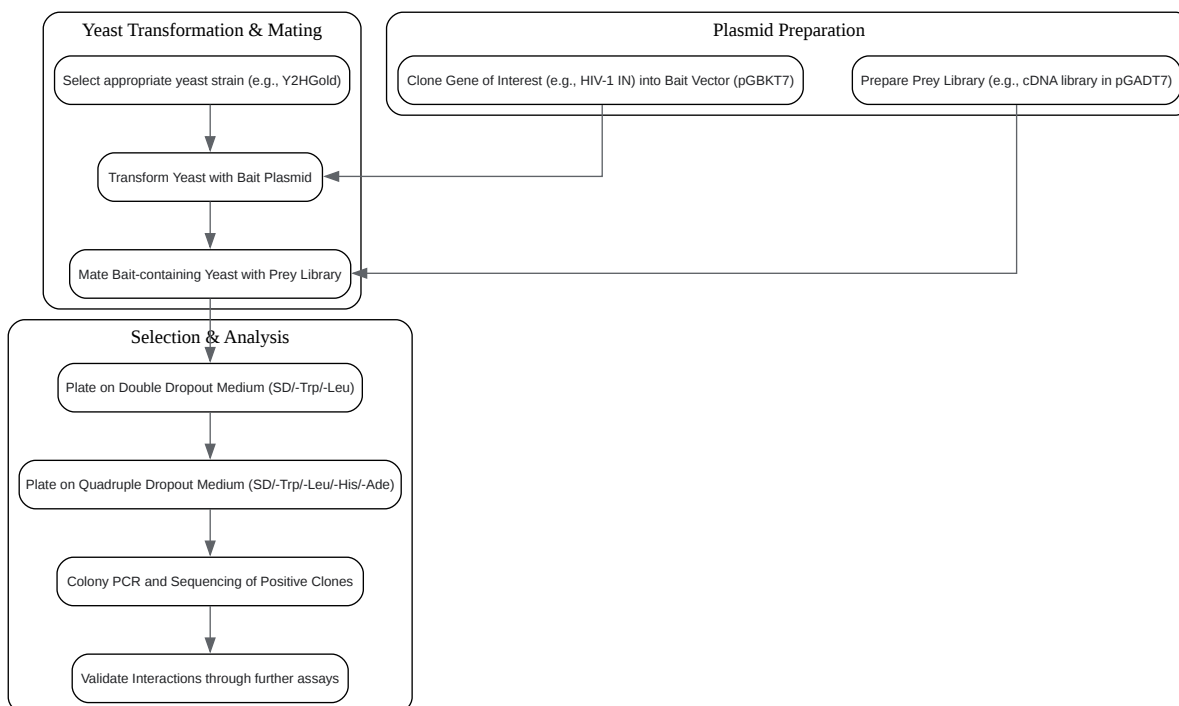 Yeast Transformation & Mating
Select appropriate yeast strain (e.g., Y2HGold)
Transform Yeast with Bait Plasmid
Mate Bait-containing Yeast with Prey Library
Plasmid Preparation
Clone Gene of Interest (e.g., HIV-1 IN) into Bait Vector (pGBKT7)
Prepare Prey Library (e.g., cDNA library in pGADT7)
Selection & Analysis
Plate on Double Dropout Medium (SD/-Trp/-Leu)
Plate on Quadruple Dropout Medium (SD/-Trp/-Leu/-His/-Ade)
Colony PCR and Sequencing of Positive Clones
Validate Interactions through further assays